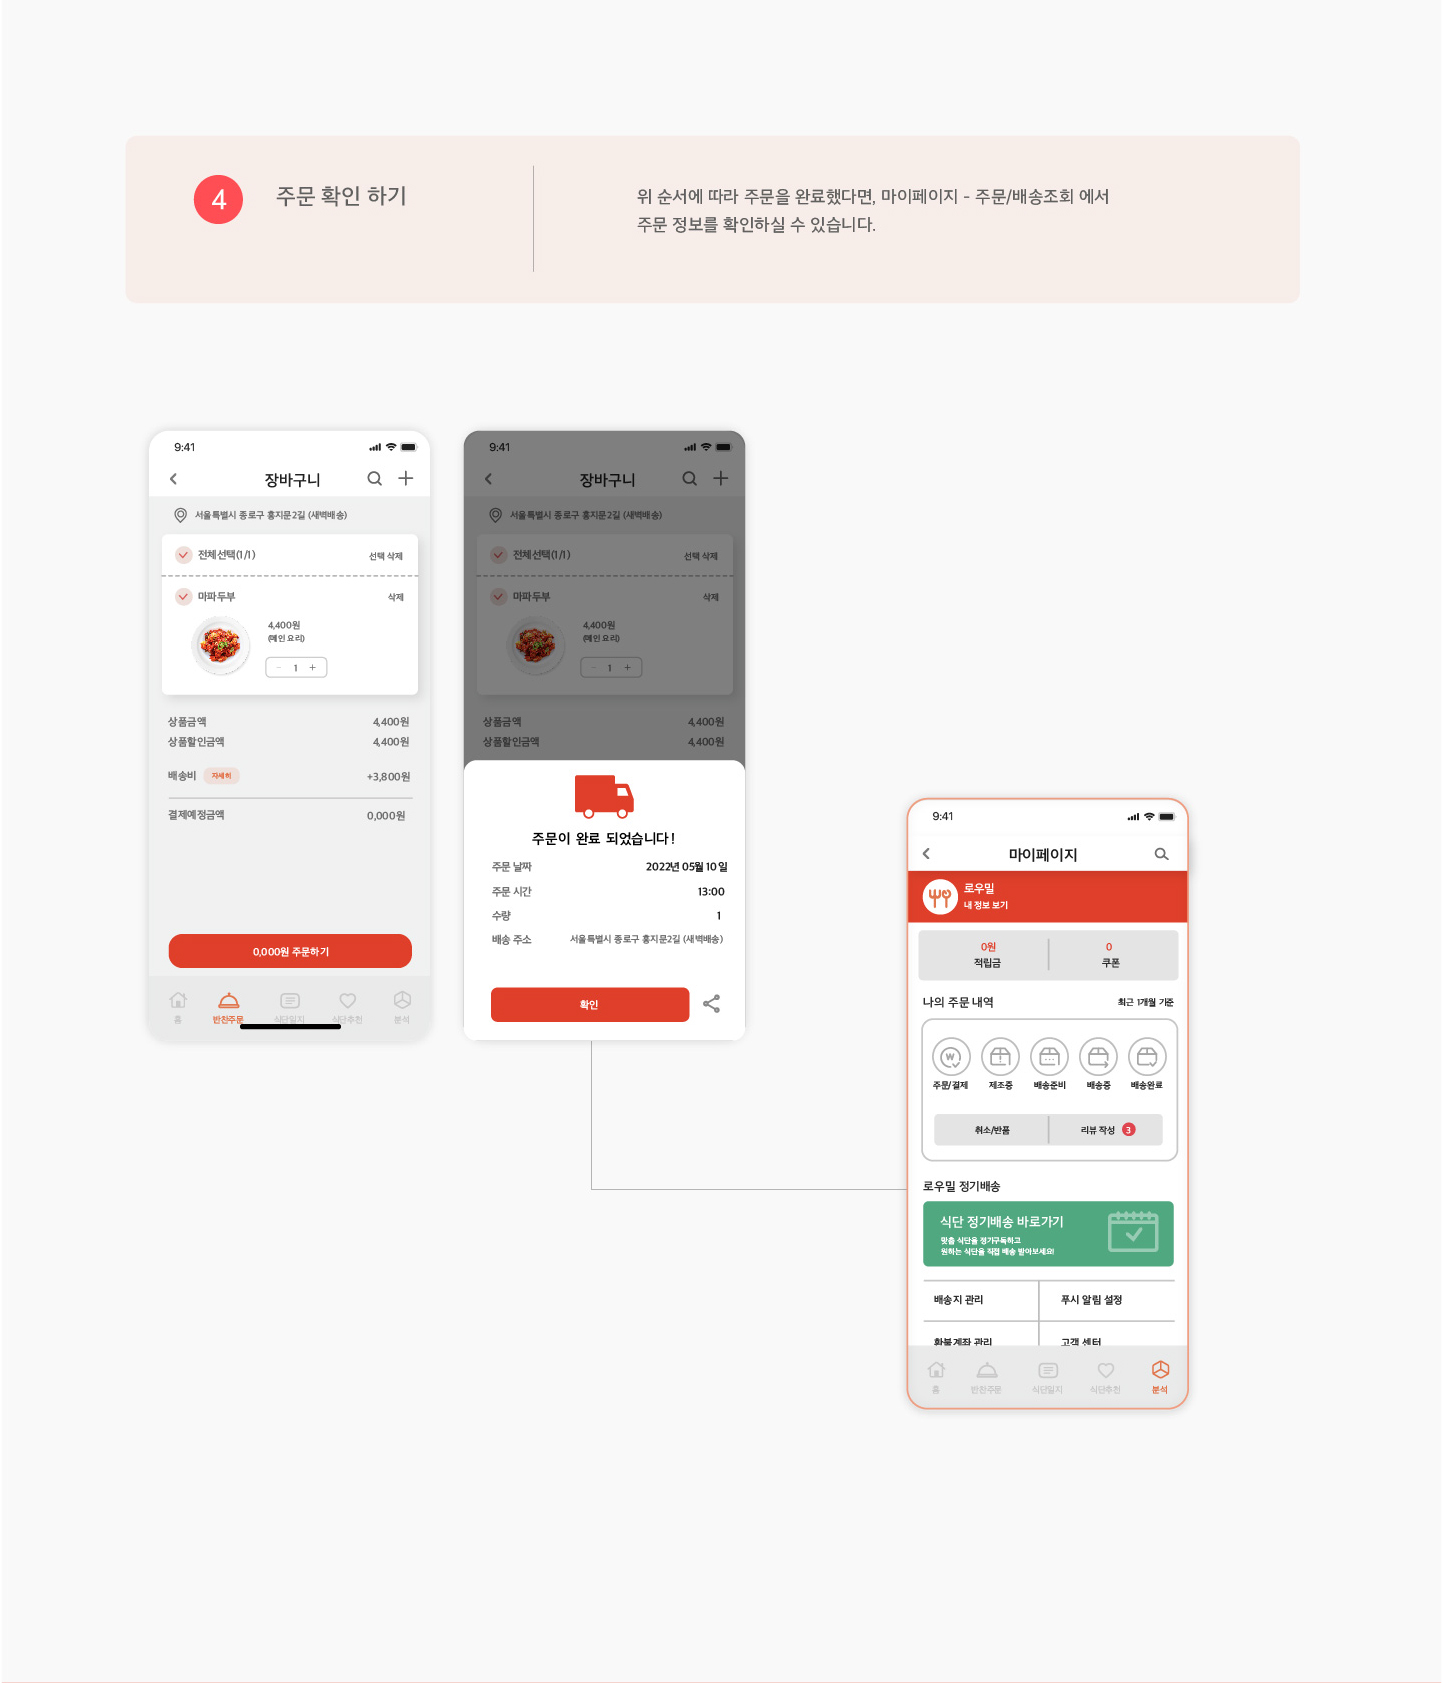 4
주문 확인 하기
위 순서에 따라 주문을 완료했다면, 마이페이지 - 주문/배송조회 에서
주문 정보를 확인하실 수 있습니다.
9:41
장바구니
서울특별시 종로구 홍지문2길 (새벽배송)
전체선택(1/1)
선택 삭제
마파두부
삭제
4,400원
(메인 요리)
- 1 +
상품금액
4,400원
상품할인금액
4,400원
배송비
자세히
+3,800원
결제예정금액
0,000원
0,000원 주문하기
홈
반찬주문
식단일지
식단추천
분석
9:41
장바구니
서울특별시 종로구 홍지문2길 (새벽배송)
전체선택(1/1)
선택 삭제
마파두부
삭제
4,400원
(메인 요리)
- 1 +
상품금액
4,400원
상품할인금액
4,400원
주문이 완료 되었습니다!
주문 날짜
2022년 05월 10일
주문 시간
13:00
수량
1
배송 주소
서울특별시 종로구 홍지문2길 (새벽배송)
확인
9:41
마이페이지
로우밀
내 정보 보기
0원
적립금
0
쿠폰
나의 주문 내역
최근 1개월 기준
주문/결제
제조중
배송준비
배송중
배송완료
취소/반품
리뷰 작성
3
로우밀 정기배송
식단 정기배송 바로가기
맞춤 식단을 정기구독하고
원하는 식단을 직접 배송 받아보세요!
배송지 관리
푸시 알림 설정
환불계좌 관리
고객 센터
홈
반찬주문
식단일지
식단추천
분석